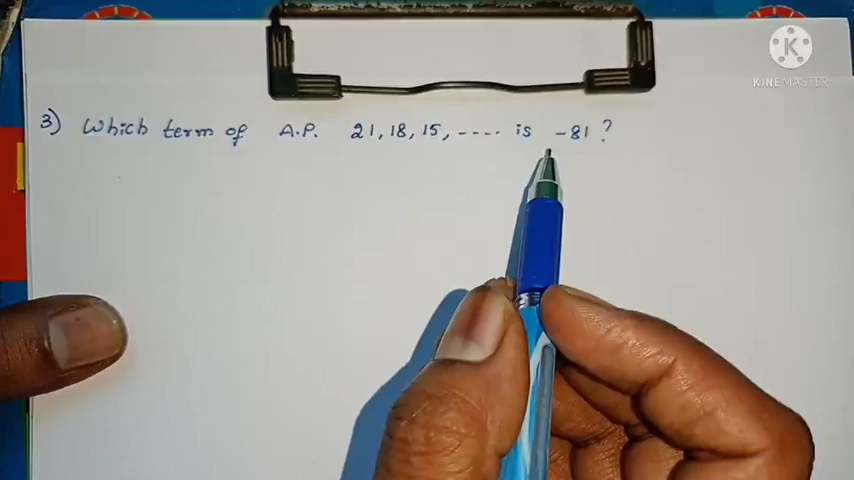 3) Which term of A.P. 21, 18, 15, ----- is -81 ?
KINEMASTER